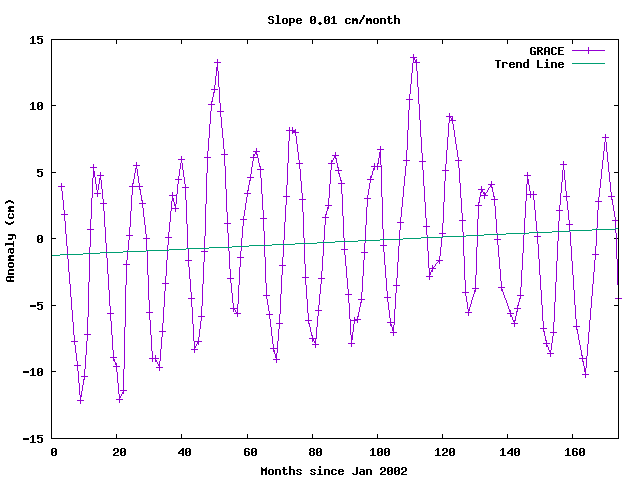 Slope 0.01 cm/month
15
GRACE
Trend Line
10
5
0
-5
-10
-15
Anomaly (cm)
0 20 40 60 80 100 120 140 160
Months since Jan 2002